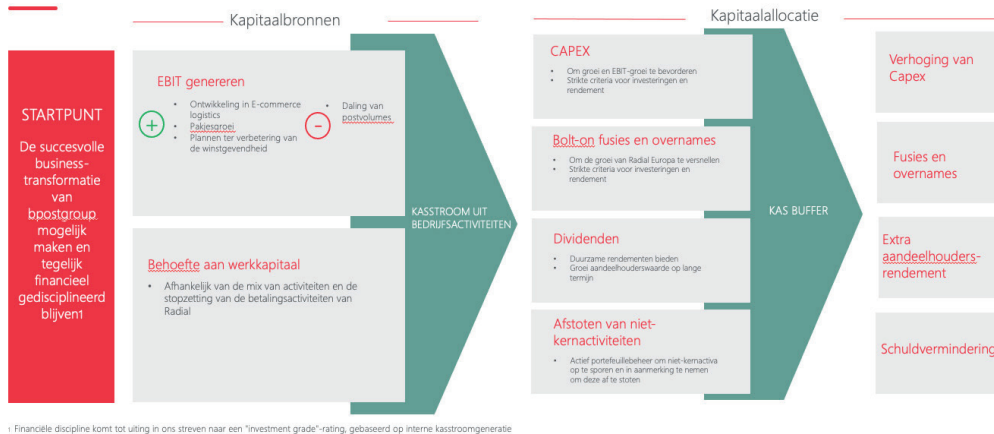 Kapitaalbronnen
Kapitaalallocatie
STARTPUNT
De succesvolle
business-
transformatie
van
bpostgroup
mogelijk
maken en
tegelijk
financieel
gedisciplineerd
blijven1
EBIT genereren
+
• Ontwikkeling in E-commerce
logistics
• Pakjesgroei
• Plannen ter verbetering van
de winstgevendheid
-
• Daling van
postvolumes
Behoefte aan werkkapitaal
• Afhankelijk van de mix van activiteiten en de
stopzetting van de betalingsactiviteiten van
Radial
KASSTROOM UIT
BEDRIJFSACTIVITEITEN
CAPEX
• Om groei en EBIT-groei te bevorderen
• Strikte criteria voor investeringen en
rendement
Bolt-on fusies en overnames
• Om de groei van Radial Europa te versnellen
• Strikte criteria voor investeringen en
rendement
Dividenden
• Duurzame rendementen bieden
• Groei aandeelhouderswaarde op lange
termijn
Afstoten van niet-
kernactiviteiten
• Actief portefeuillebeheer om niet-kernactiva
op te sporen en in aanmerking te nemen
om deze af te stoten
KAS BUFFER
Verhoging van
Capex
Fusies en
overnames
Extra
aandeelhouders-
rendement
Schuldvermindering
1 Financiële discipline komt tot uiting in ons streven naar een "investment grade"-rating, gebaseerd op interne kasstroomgeneratie